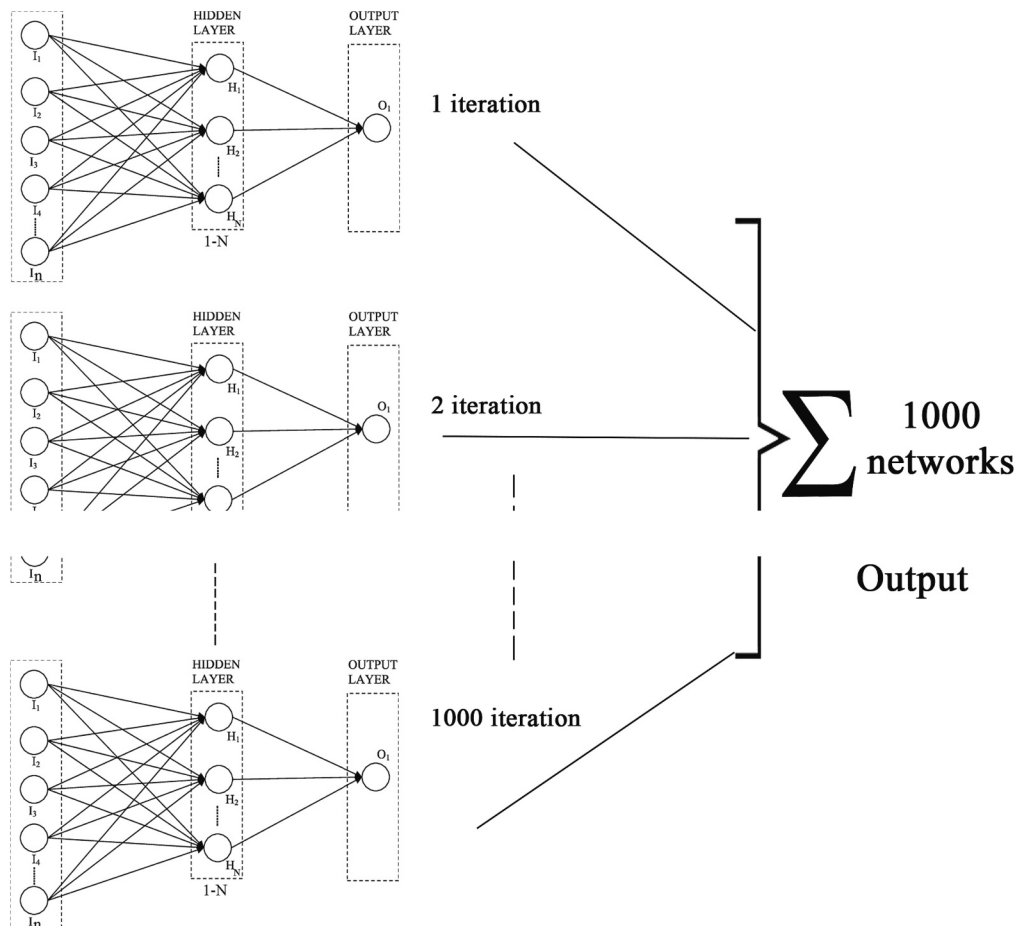 HIDDEN
LAYER
OUTPUT
LAYER
I₁
I₂
I₃
I₄
In
H₁
H₂
H_N
1-N
O₁
1 iteration
HIDDEN
LAYER
OUTPUT
LAYER
I₁
I₂
I₃
H₁
H₂
O₁
2 iteration
∑ 1000
networks
In
Output
HIDDEN
LAYER
OUTPUT
LAYER
I₁
I₂
I₃
I₄
In
H₁
H₂
H_N
1-N
O₁
1000 iteration